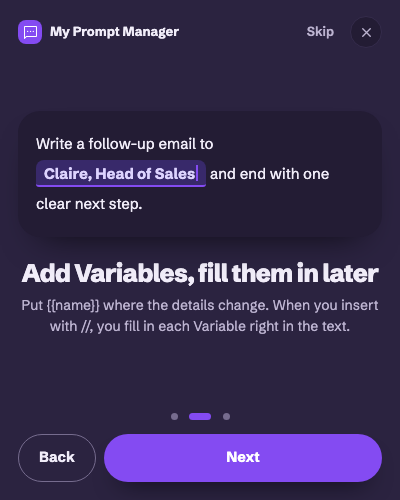 My Prompt Manager
Skip
Write a follow-up email to
Claire, Head of Sales and end with one
clear next step.
Add Variables, fill them in later
Put {{name}} where the details change. When you insert
with //, you fill in each Variable right in the text.
Back
Next